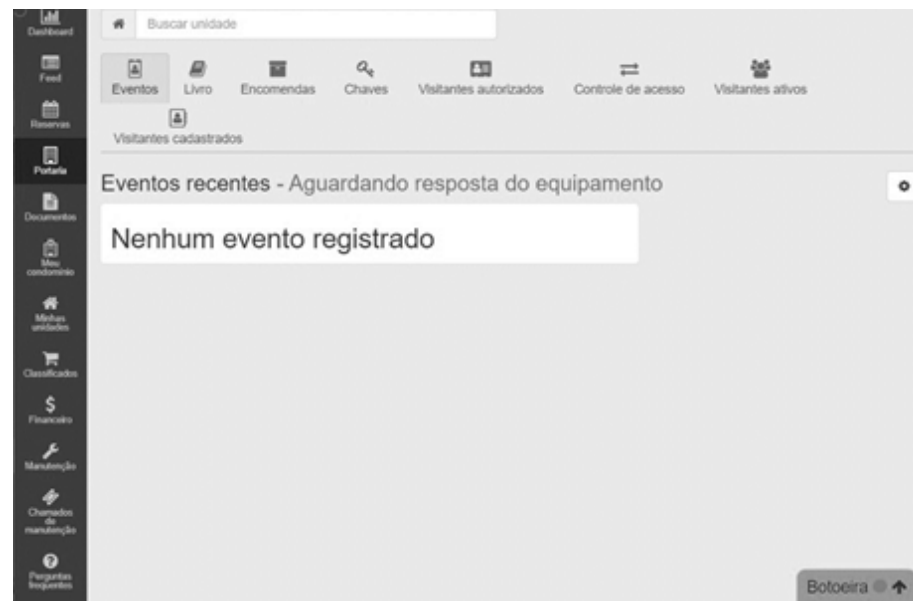 Dashboard
Feed
Reservas
Portaria
Documentos
Meu
condomínio
Minhas
unidades
Classificados
Financeiro
Manutenção
Chamados
de
manutenção
Perguntas
frequentes
Buscar unidade
Eventos Livro Encomendas Chaves Visitantes autorizados Controle de acesso Visitantes ativos
Visitantes cadastrados
Eventos recentes - Aguardando resposta do equipamento
Nenhum evento registrado
Botoeira